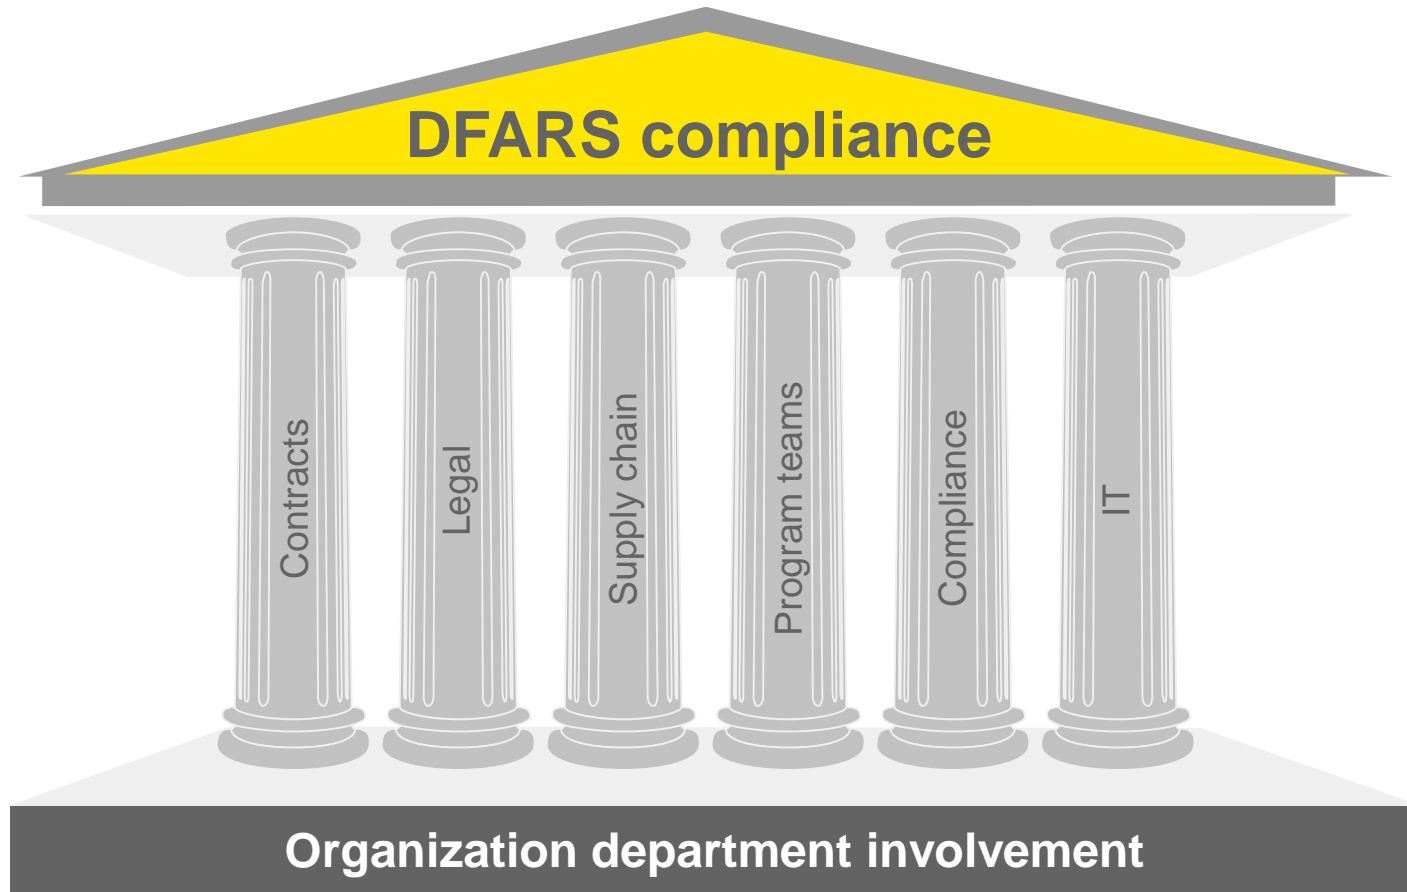 DFARS compliance
Contracts
Legal
Supply chain
Program teams
Compliance
IT
Organization department involvement